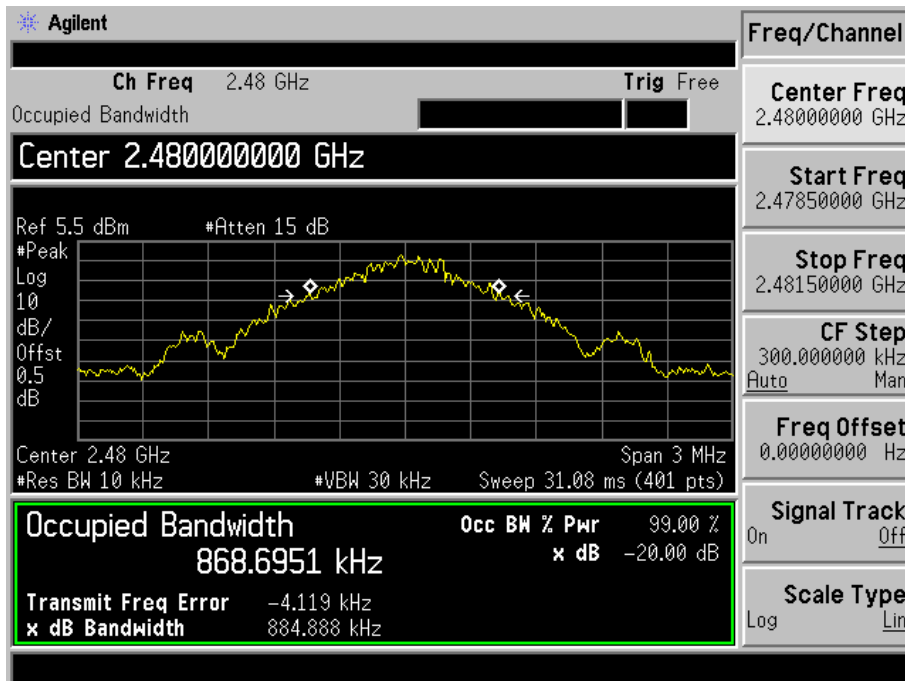 Agilent
Ch Freq 2.48 GHz Trig Free
Occupied Bandwidth
Center 2.480000000 GHz
Ref 5.5 dBm #Atten 15 dB
#Peak
Log
10
dB/
Offst
0.5
dB
Center 2.48 GHz Span 3 MHz
#Res BW 10 kHz #VBW 30 kHz Sweep 31.08 ms (401 pts)
Occupied Bandwidth
868.6951 kHz
Occ BW % Pwr 99.00 %
x dB -20.00 dB
Transmit Freq Error -4.119 kHz
x dB Bandwidth 884.888 kHz
Freq/Channel
Center Freq
2.48000000 GHz
Start Freq
2.47850000 GHz
Stop Freq
2.48150000 GHz
CF Step
300.000000 kHz
Auto Man
Freq Offset
0.00000000 Hz
Signal Track
On Off
Scale Type
Log Lin